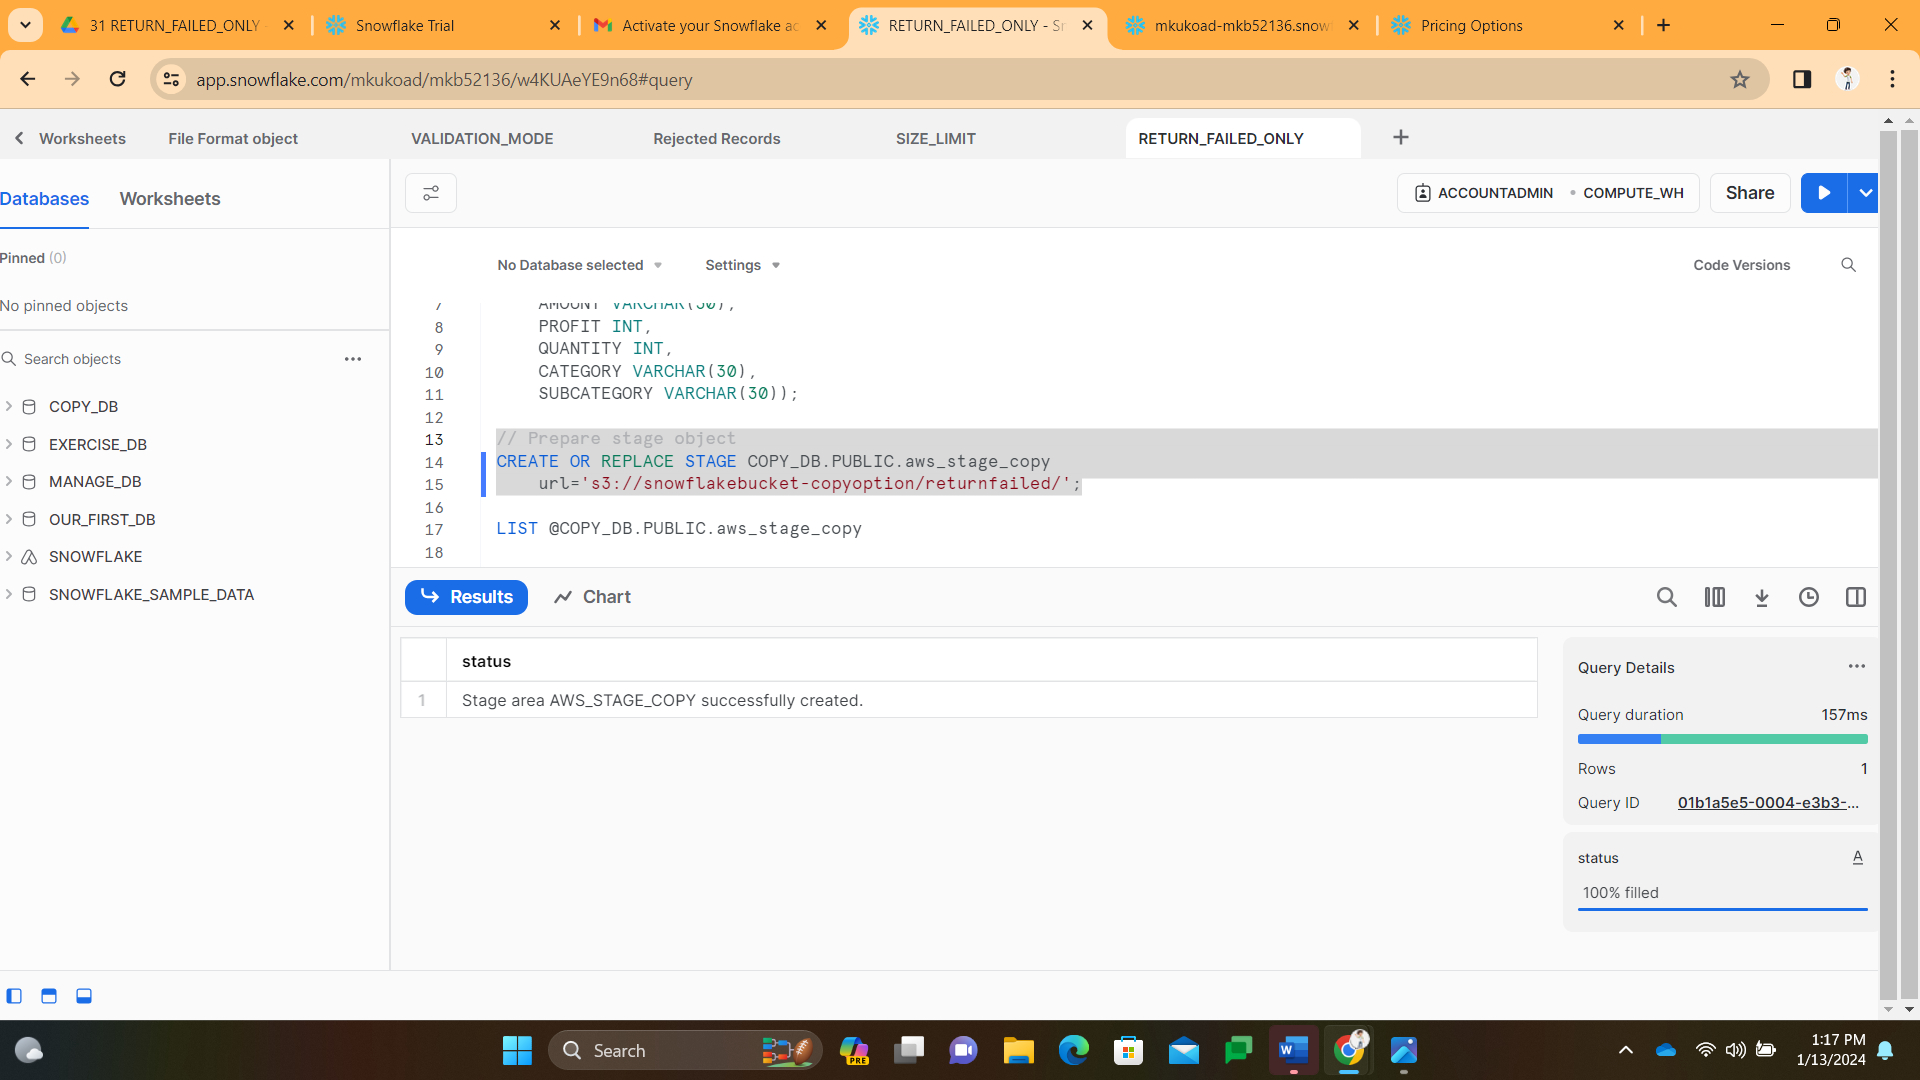 31 RETURN_FAILED_ONLY
Snowflake Trial
Activate your Snowflake ac
RETURN_FAILED_ONLY - Sn
mkukoad-mkb52136.snow
Pricing Options
app.snowflake.com/mkukoad/mkb52136/w4KUAeYE9n68#query
Worksheets
File Format object
VALIDATION_MODE
Rejected Records
SIZE_LIMIT
RETURN_FAILED_ONLY
Databases
Worksheets
ACCOUNTADMIN • COMPUTE_WH
Share
Pinned (0)
No pinned objects
Search objects
COPY_DB
EXERCISE_DB
MANAGE_DB
OUR_FIRST_DB
SNOWFLAKE
SNOWFLAKE_SAMPLE_DATA
No Database selected
Settings
Code Versions
7 AMOUNT VARCHAR(30),
8 PROFIT INT,
9 QUANTITY INT,
10 CATEGORY VARCHAR(30),
11 SUBCATEGORY VARCHAR(30));
12
13 // Prepare stage object
14 CREATE OR REPLACE STAGE COPY_DB.PUBLIC.aws_stage_copy
15 url='s3://snowflakebucket-copyoption/returnfailed/';
16
17 LIST @COPY_DB.PUBLIC.aws_stage_copy
18
Results
Chart
status
1 Stage area AWS_STAGE_COPY successfully created.
Query Details
Query duration 157ms
Rows 1
Query ID 01b1a5e5-0004-e3b3-...
status A
100% filled
Search
PRE
1:17 PM
1/13/2024